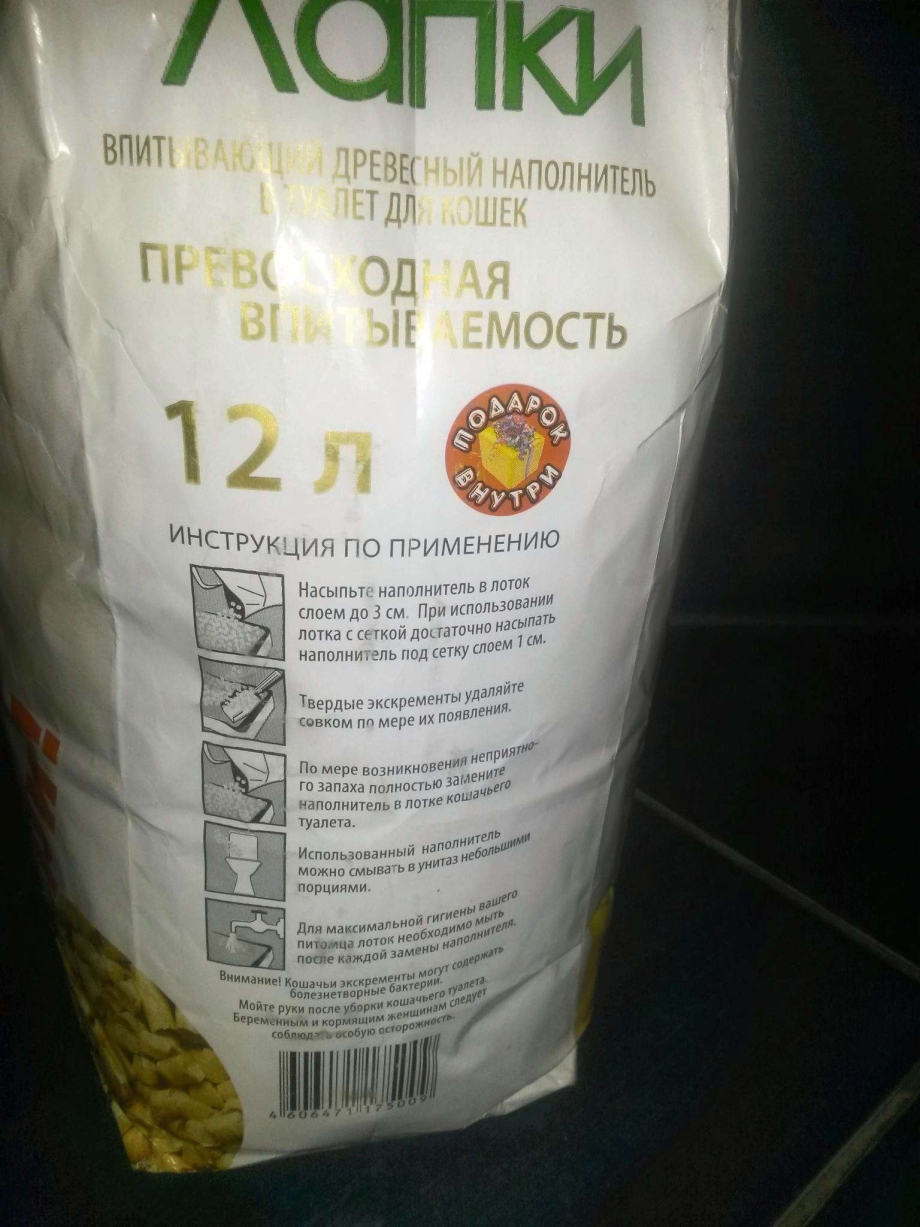 Лапки
ВПИТЫВАЮЩИЙ ДРЕВЕСНЫЙ НАПОЛНИТЕЛЬ
В ТУАЛЕТ ДЛЯ КОШЕК
ПРЕВОСХОДНАЯ
ВПИТЫВАЕМОСТЬ
12 л
ПОДАРОК
ВНУТРИ
ИНСТРУКЦИЯ ПО ПРИМЕНЕНИЮ
Насыпьте наполнитель в лоток
слоем до 3 см. При использовании
лотка с сеткой достаточно насыпать
наполнитель под сетку слоем 1 см.
Твердые экскременты удаляйте
совком по мере их появления.
По мере возникновения неприятно-
го запаха полностью замените
наполнитель в лотке кошачьего
туалета.
Использованный наполнитель
можно смывать в унитаз небольшими
порциями.
Для максимальной гигиены вашего
питомца лоток необходимо мыть
после каждой замены наполнителя.
Внимание! Кошачьи экскременты могут содержать
болезнетворные бактерии.
Мойте руки после уборки кошачьего туалета.
Беременным и кормящим женщинам следует
соблюдать особую осторожность.
4 606471 175009